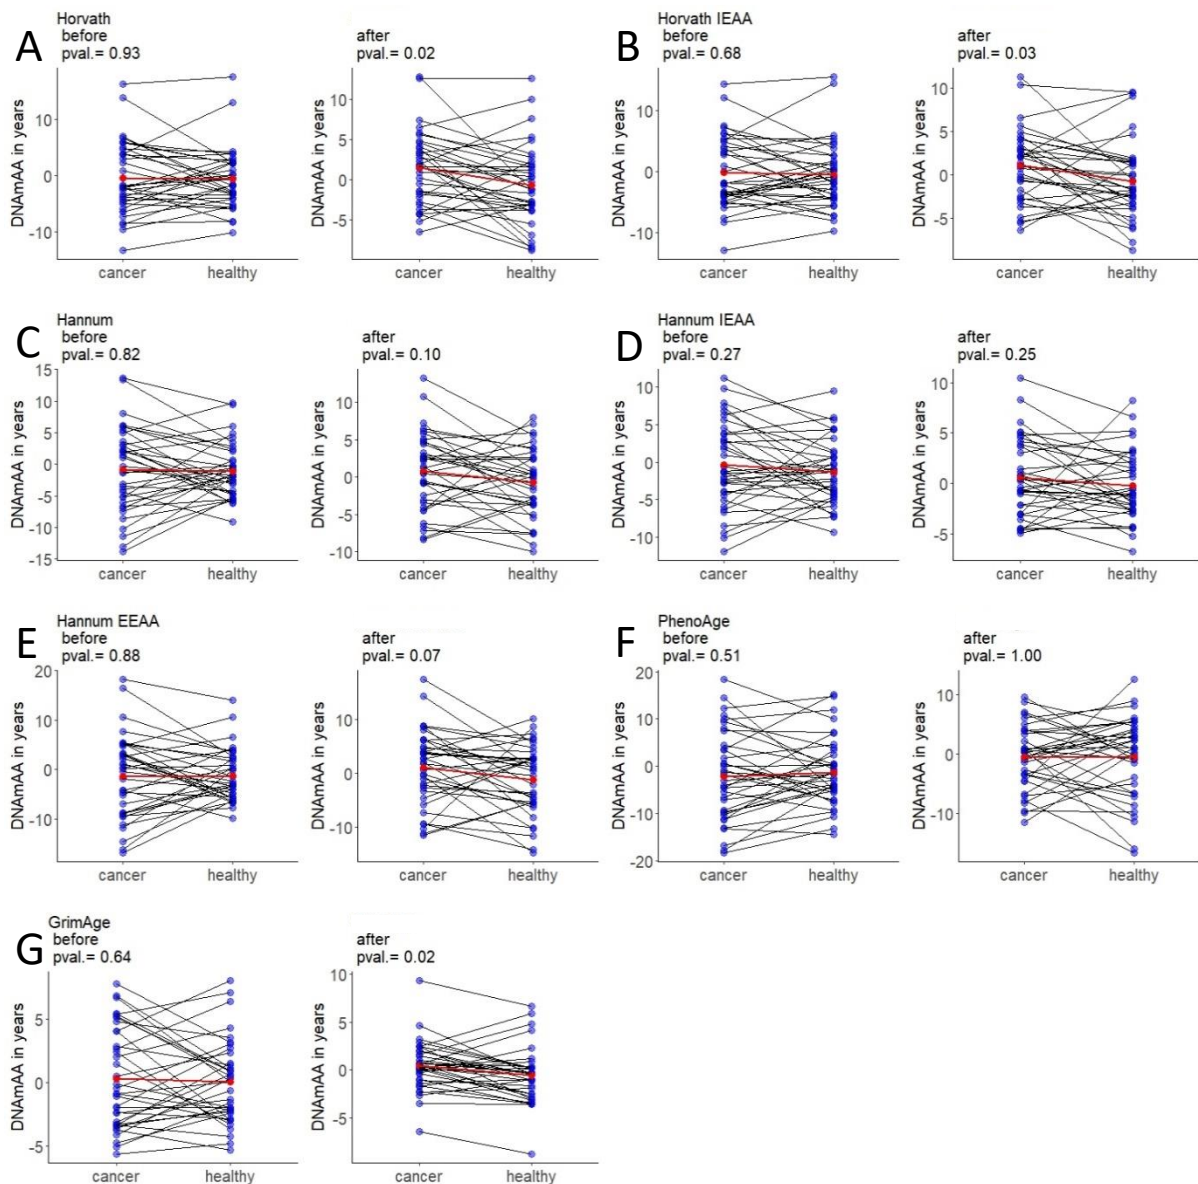 A
Horvath
before
pval.= 0.93
after
pval.= 0.02
DNAmAA in years
10
0
-10
cancer healthy
DNAmAA in years
10
5
0
-5
cancer healthy
B
Horvath IEAA
before
pval.= 0.68
after
pval.= 0.03
DNAmAA in years
10
0
-10
cancer healthy
DNAmAA in years
10
5
0
-5
cancer healthy
C
Hannum
before
pval.= 0.82
after
pval.= 0.10
DNAmAA in years
15
10
5
0
-5
-10
-15
cancer healthy
DNAmAA in years
10
5
0
-5
-10
cancer healthy
D
Hannum IEAA
before
pval.= 0.27
after
pval.= 0.25
DNAmAA in years
10
5
0
-5
-10
cancer healthy
DNAmAA in years
10
5
0
-5
cancer healthy
E
Hannum EEAA
before
pval.= 0.88
after
pval.= 0.07
DNAmAA in years
20
10
0
-10
cancer healthy
DNAmAA in years
10
0
-10
cancer healthy
F
PhenoAge
before
pval.= 0.51
after
pval.= 1.00
DNAmAA in years
20
10
0
-10
-20
cancer healthy
DNAmAA in years
10
0
-10
cancer healthy
G
GrimAge
before
pval.= 0.64
after
pval.= 0.02
DNAmAA in years
5
0
-5
cancer healthy
DNAmAA in years
10
5
0
-5
cancer healthy